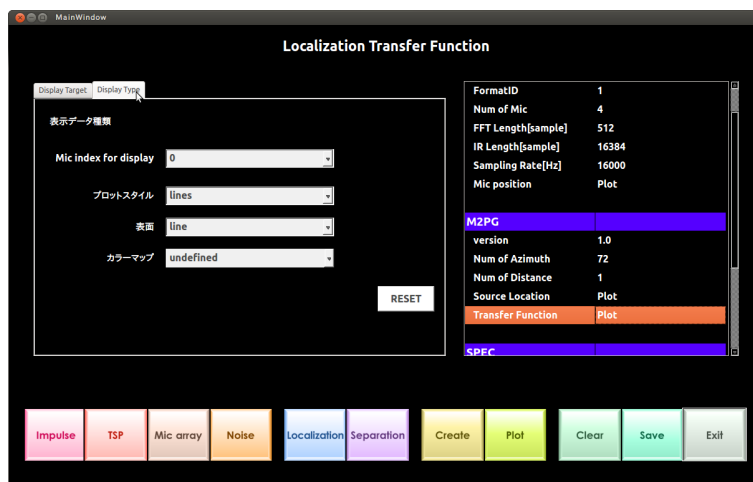 MainWindow
Localization Transfer Function
Display Target Display Type
表示データ種類
Mic index for display 0
プロットスタイル lines
表面 line
カラーマップ undefined
RESET
FormatID 1
Num of Mic 4
FFT Length[sample] 512
IR Length[sample] 16384
Sampling Rate[Hz] 16000
Mic position Plot
M2PG
version 1.0
Num of Azimuth 72
Num of Distance 1
Source Location Plot
Transfer Function Plot
SPEC
Impulse TSP Mic array Noise Localization Separation Create Plot Clear Save Exit